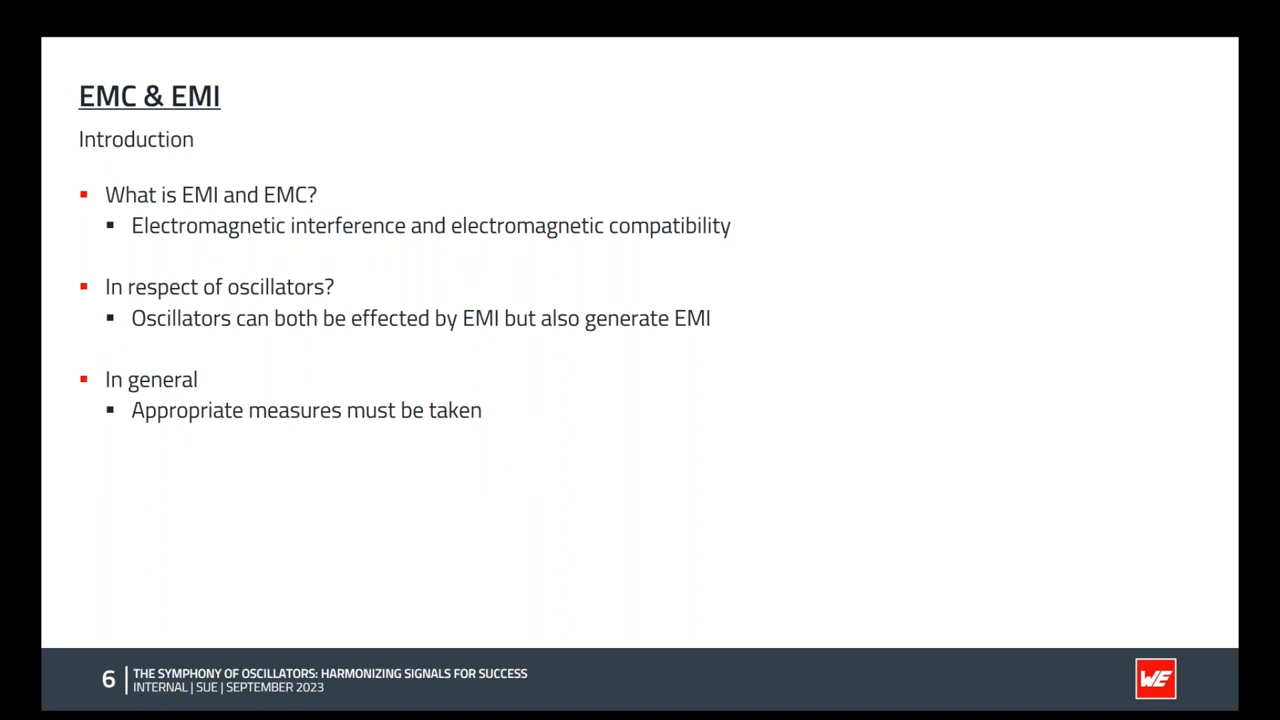 EMC & EMI
Introduction
▪ What is EMI and EMC?
▪ Electromagnetic interference and electromagnetic compatibility
▪ In respect of oscillators?
▪ Oscillators can both be effected by EMI but also generate EMI
▪ In general
▪ Appropriate measures must be taken
6 | THE SYMPHONY OF OSCILLATORS: HARMONIZING SIGNALS FOR SUCCESS
INTERNAL | SUE | SEPTEMBER 2023
WE